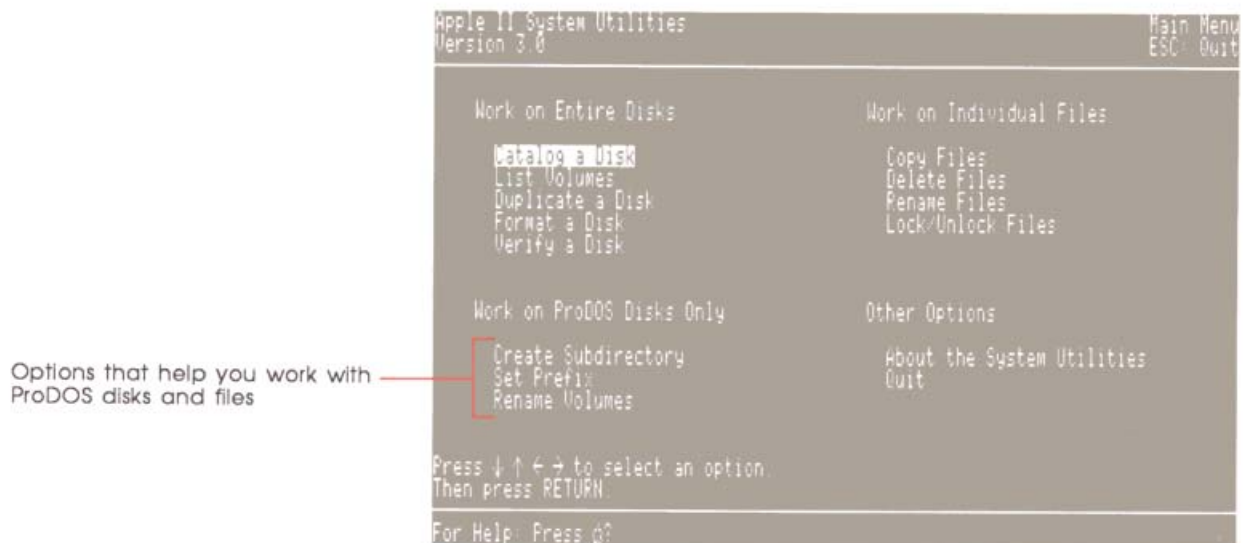 Apple II System Utilities
Main Menu
Version 3.0
ESC: Quit
Work on Entire Disks
Catalog a Disk
List Volumes
Duplicate a Disk
Format a Disk
Verify a Disk
Work on Individual Files
Copy Files
Delete Files
Rename Files
Lock/Unlock Files
Work on ProDOS Disks Only
Create Subdirectory
Set Prefix
Rename Volumes
Other Options
About the System Utilities
Quit
Options that help you work with
ProDOS disks and files
Press ↓ ↑ ← → to select an option.
Then press RETURN.
For Help: Press ?